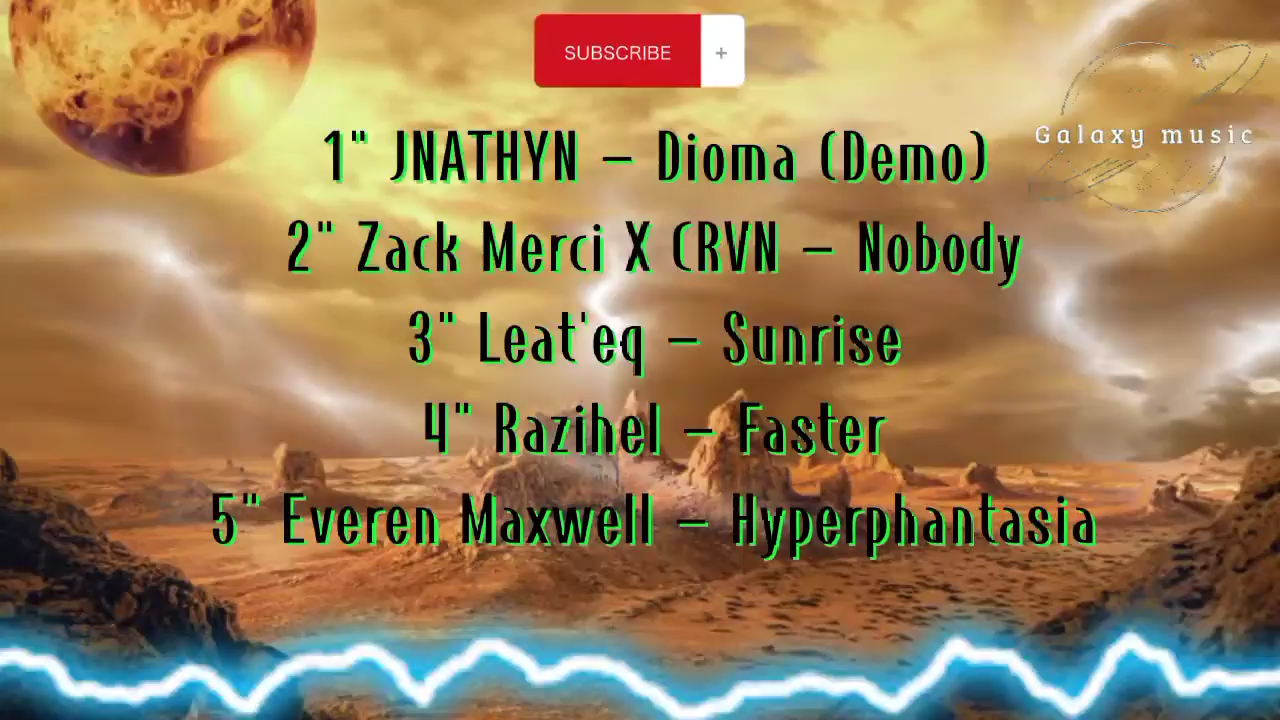 SUBSCRIBE +
Galaxy music
1" JNATHYN – Dioma (Demo)
2" Zack Merci X CRVN – Nobody
3" Leat'eq – Sunrise
4" Razihel – Faster
5" Everen Maxwell – Hyperphantasia